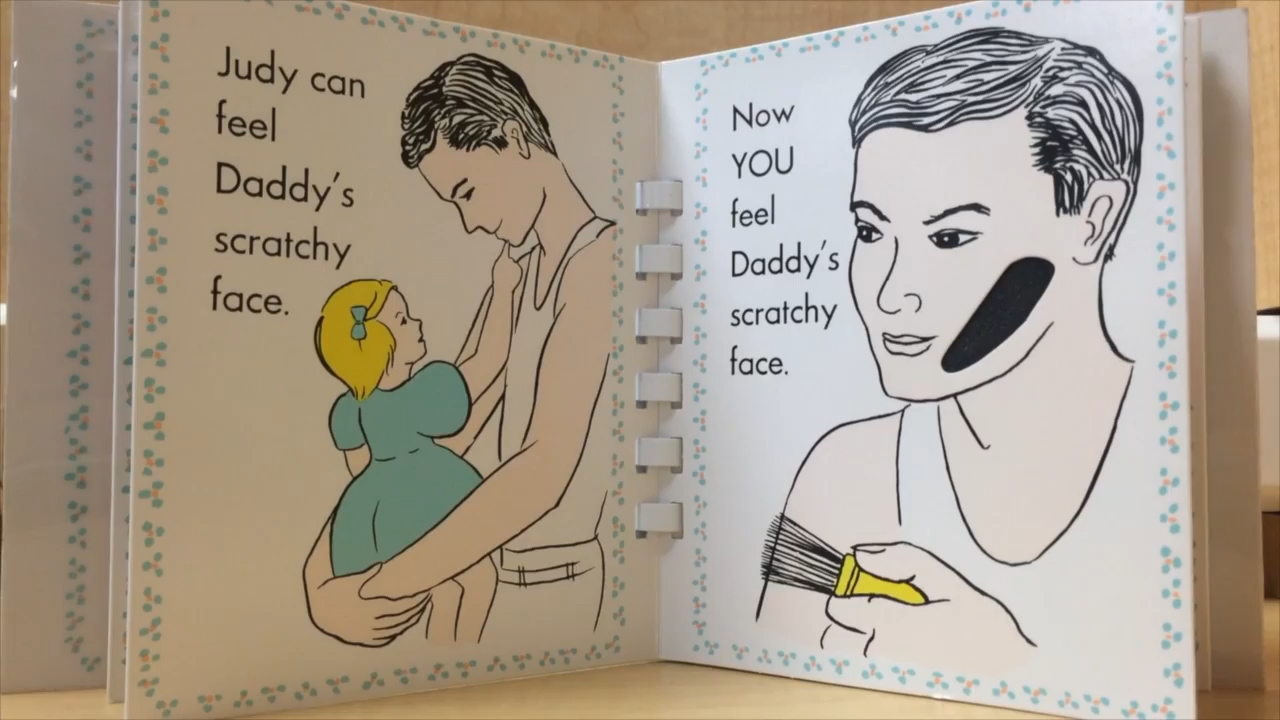 Judy can
feel
Daddy's
scratchy
face.
Now
YOU
feel
Daddy's
scratchy
face.